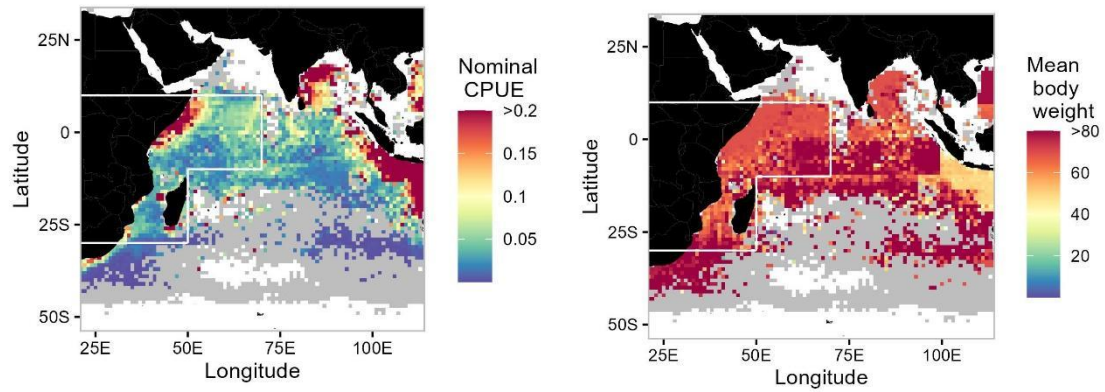 25N
0
25S
50S
Latitude
25E
50E
75E
100E
Longitude
Nominal
CPUE
>0.2
0.15
0.1
0.05
25N
0
25S
50S
Latitude
25E
50E
75E
100E
Longitude
Mean
body
weight
>80
60
40
20